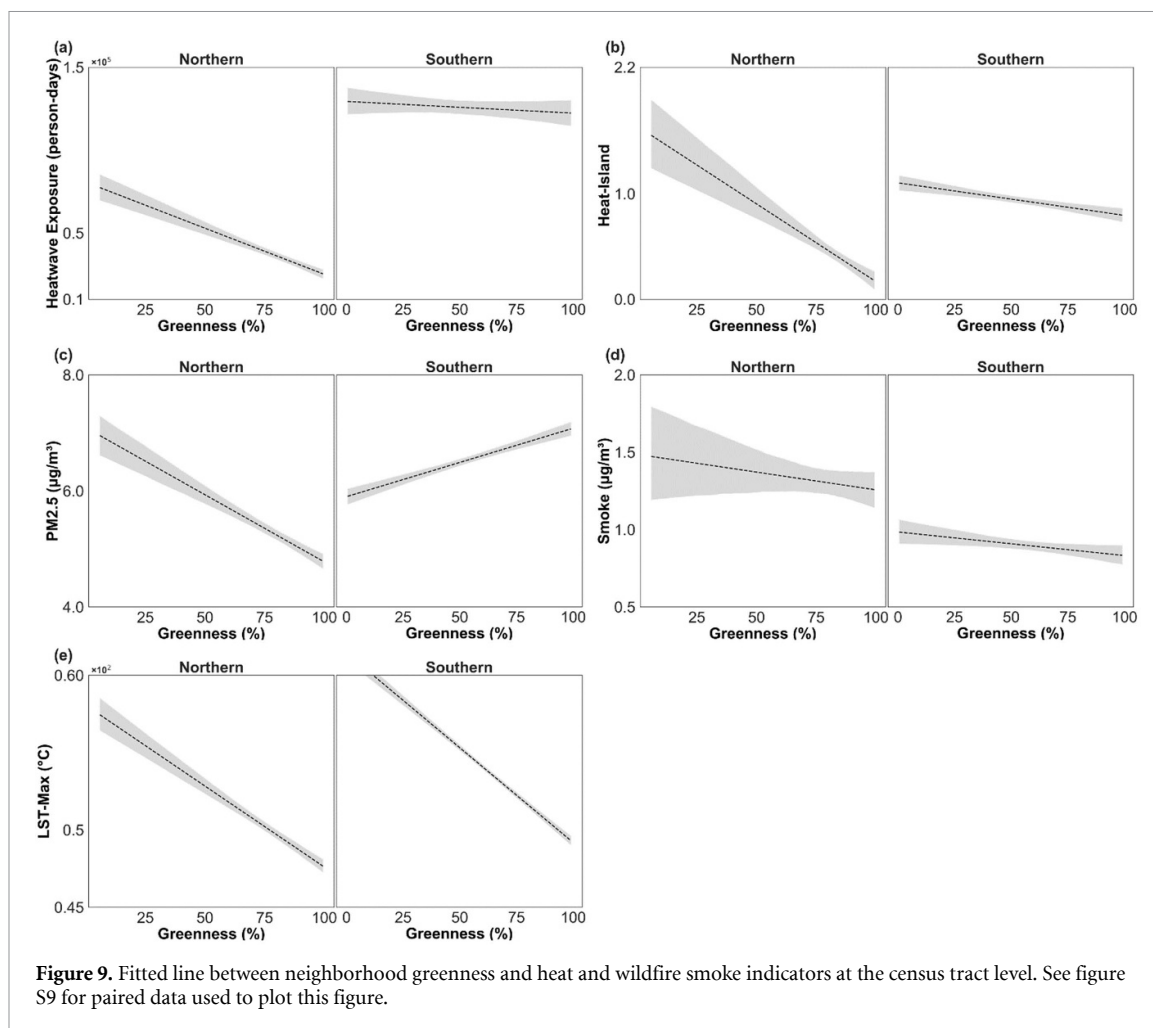 (a)
×10⁵
Northern
Southern
1.5
0.5
0.1
Heatwave Exposure (person-days)
25 50 75 100 0 25 50 75 100
Greenness (%) Greenness (%)
(b)
Northern
Southern
2.2
1.0
0.0
Heat-Island
25 50 75 100 0 25 50 75 100
Greenness (%) Greenness (%)
(c)
Northern
Southern
8.0
6.0
4.0
PM2.5 (µg/m³)
25 50 75 100 0 25 50 75 100
Greenness (%) Greenness (%)
(d)
Northern
Southern
2.0
1.5
1.0
0.5
Smoke (µg/m³)
25 50 75 100 0 25 50 75 100
Greenness (%) Greenness (%)
(e)
×10²
Northern
Southern
0.60
0.5
0.45
LST-Max (°C)
25 50 75 100 0 25 50 75 100
Greenness (%) Greenness (%)
Figure 9. Fitted line between neighborhood greenness and heat and wildfire smoke indicators at the census tract level. See figure
S9 for paired data used to plot this figure.